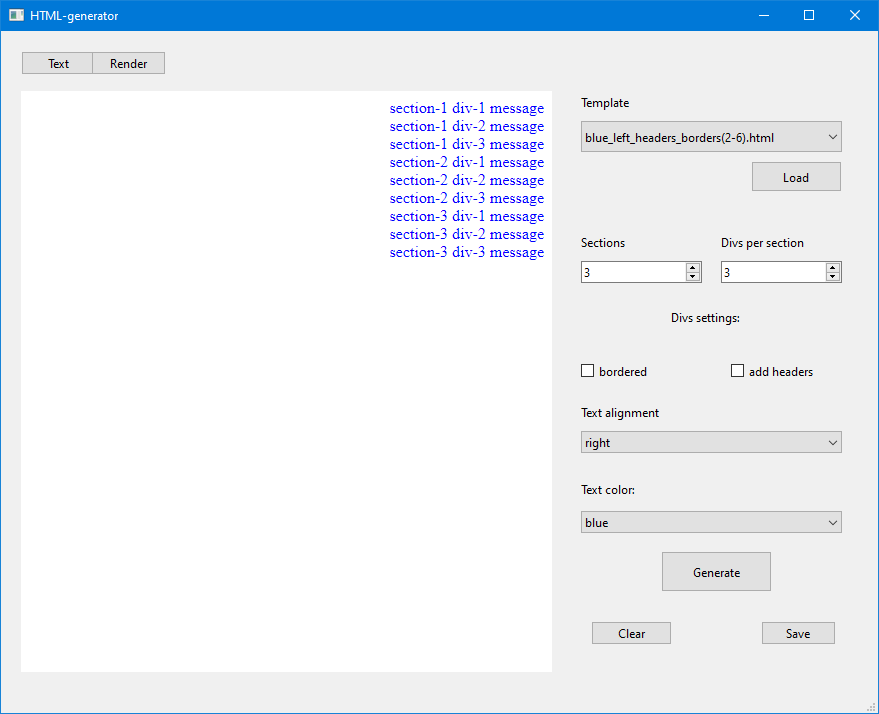 HTML-generator
Text Render
section-1 div-1 message
section-1 div-2 message
section-1 div-3 message
section-2 div-1 message
section-2 div-2 message
section-2 div-3 message
section-3 div-1 message
section-3 div-2 message
section-3 div-3 message
Template
blue_left_headers_borders(2-6).html
Load
Sections Divs per section
3 3
Divs settings:
bordered add headers
Text alignment
right
Text color:
blue
Generate
Clear Save